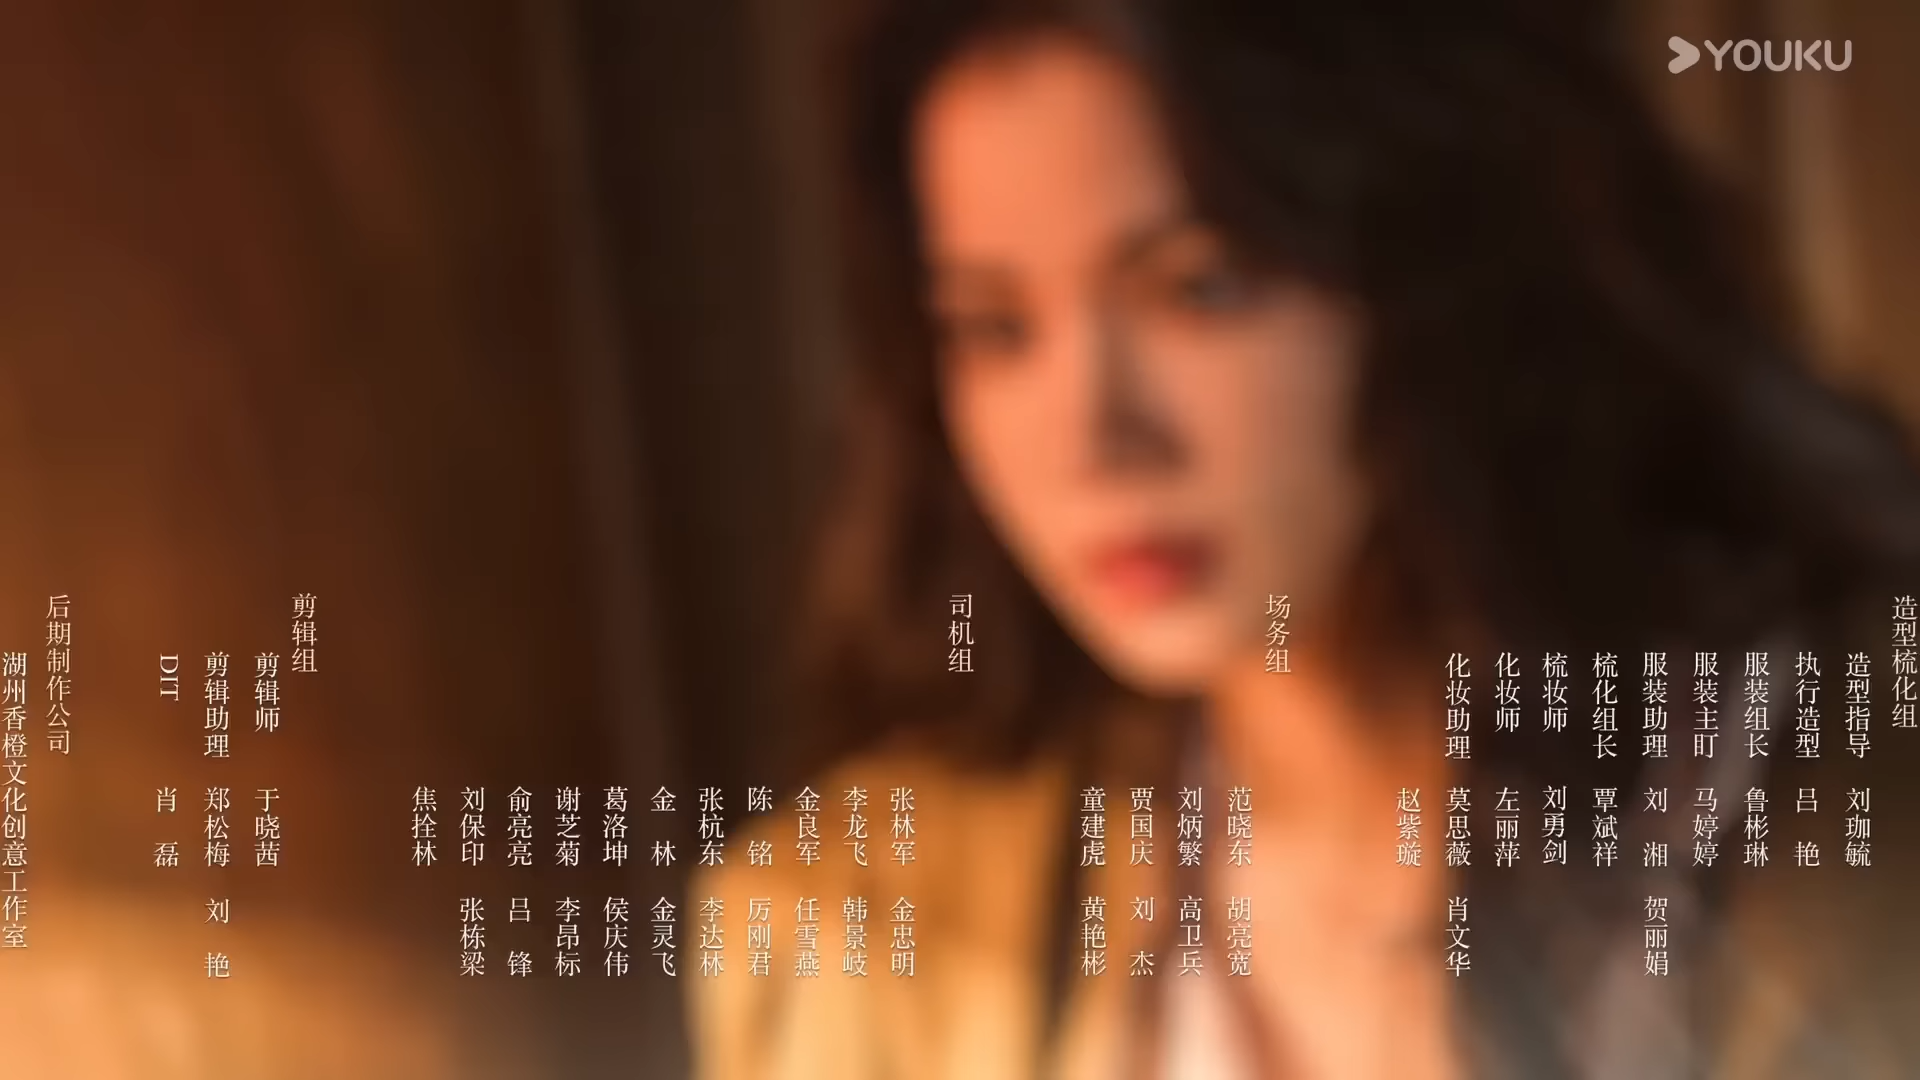 YOUKU
造型梳化组
造型指导 刘珈毓
执行造型 吕艳
服装组长 鲁彬琳
服装主盯 马婷婷
服装助理 刘湘 贺丽娟
梳化组长 覃斌祥
梳妆师 刘勇剑
化妆师 左丽萍
化妆助理 莫思薇 肖文华
赵紫璇
场务组
范晓东 胡亮宽
刘炳繁 高卫兵
贾国庆 刘杰
童建虎 黄艳彬
司机组
张林军 金忠明
李龙飞 韩景岐
金良军 任雪燕
陈铭 厉刚君
张杭东 李达林
金林 金灵飞
葛洛坤 侯庆伟
谢芝菊 李昂标
俞亮亮 吕锋
刘保印 张栋梁
焦拴林
剪辑组
剪辑师 于晓茜
剪辑助理 郑松梅 刘艳
DIT 肖磊
后期制作公司
湖州香橙文化创意工作室